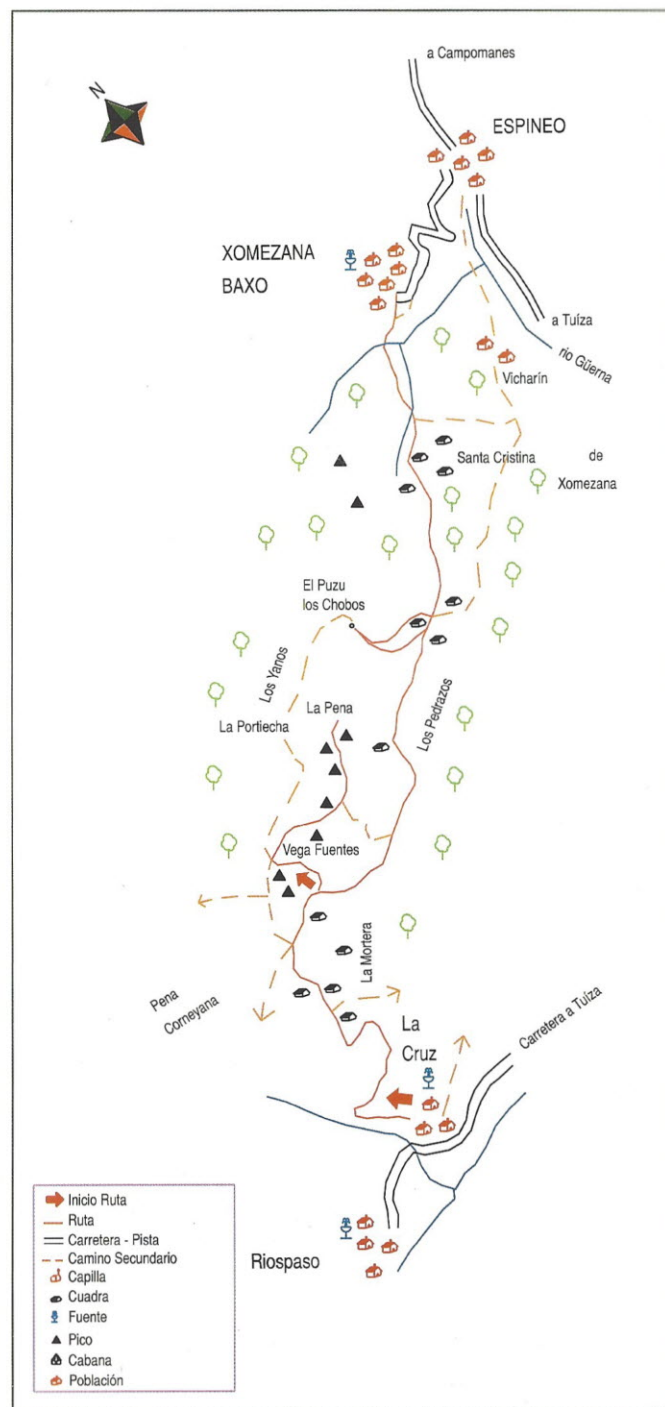 a Campomanes
N
ESPINEO
XOMEZANA
BAXO
a Tuíza
río Güerna
Vicharín
Santa Cristina de
Xomezana
El Puzu
los Chobos
Los Yanos
La Pena
Los Pedrazos
La Portiecha
Vega Fuentes
La Mortera
Pena
Corneyana
La
Cruz
Carretera a Tuíza
Riospaso
Inicio Ruta
Ruta
Carretera - Pista
Camino Secundario
Capilla
Cuadra
Fuente
Pico
Cabana
Población